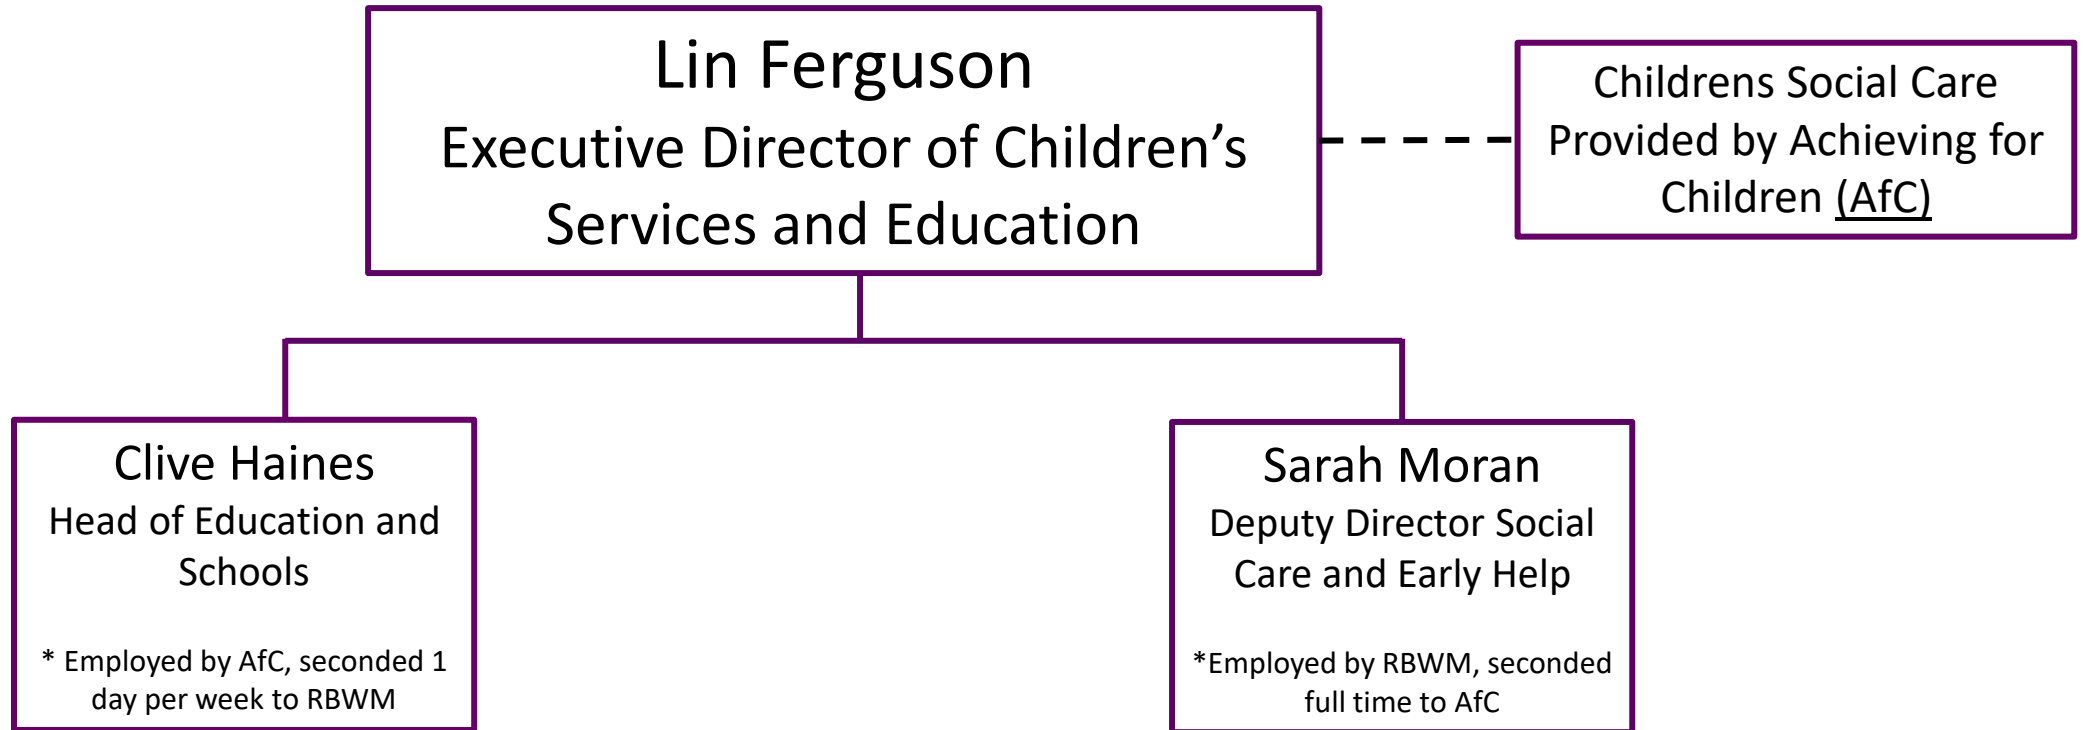 Lin Ferguson
Executive Director of Children’s
Services and Education
Childrens Social Care
Provided by Achieving for
Children (AfC)
Clive Haines
Head of Education and
Schools
* Employed by AfC, seconded 1
day per week to RBWM
Sarah Moran
Deputy Director Social
Care and Early Help
*Employed by RBWM, seconded
full time to AfC